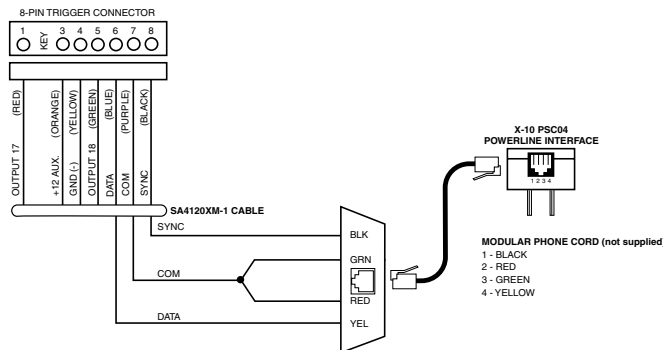 8-PIN TRIGGER CONNECTOR
1 KEY 3 4 5 6 7 8
(RED)
(ORANGE)
(YELLOW)
(GREEN)
(BLUE)
(PURPLE)
(BLACK)
OUTPUT 17
+12 AUX.
GND (-)
OUTPUT 18
DATA
COM
SYNC
SA4120XM-1 CABLE
SYNC
COM
DATA
BLK
GRN
RED
YEL
X-10 PSC04
POWERLINE INTERFACE
1 2 3 4
MODULAR PHONE CORD (not supplied)
1 - BLACK
2 - RED
3 - GREEN
4 - YELLOW